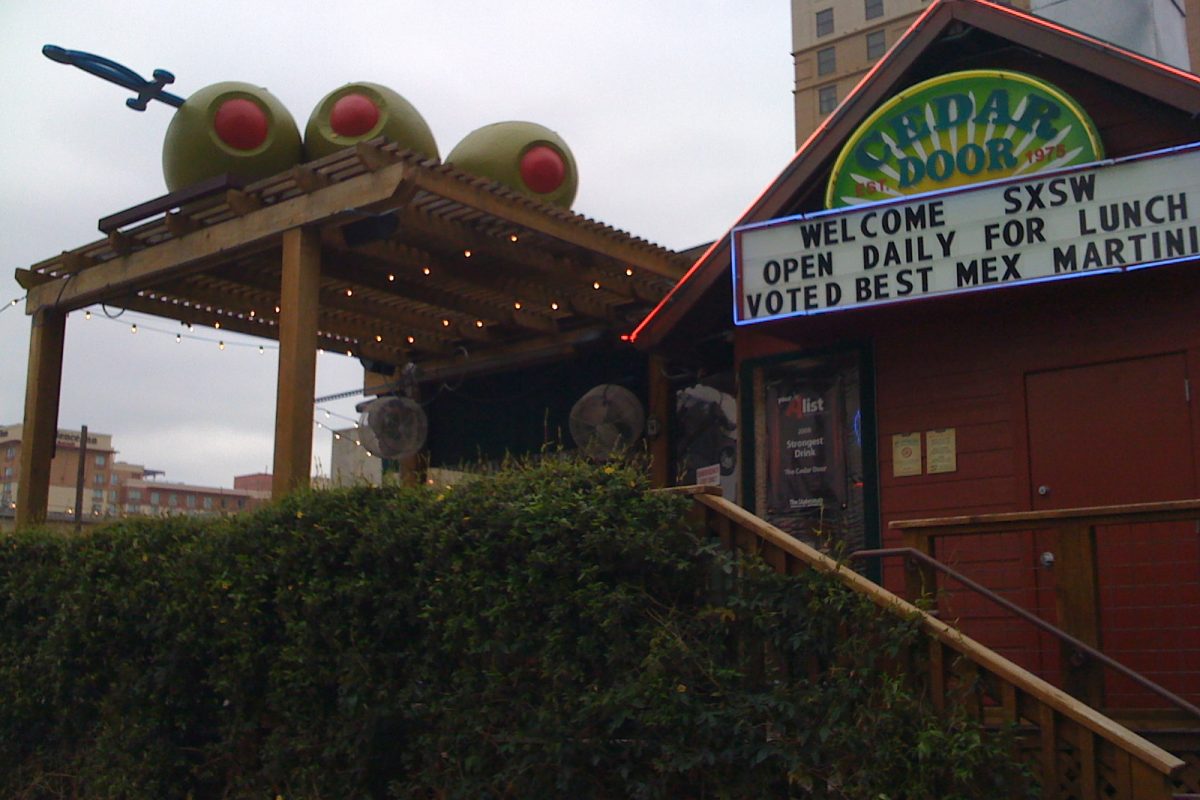 CEDAR
DOOR
EST. 1975
WELCOME SXSW
OPEN DAILY FOR LUNCH
VOTED BEST MEX MARTINI
Alist
Strongest
Drink
The Cedar Door